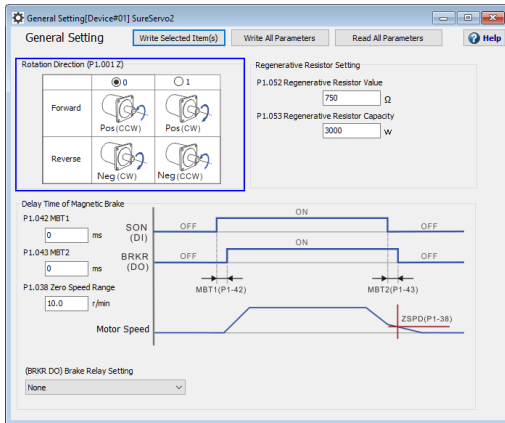 General Setting[Device#01] SureServo2
General Setting
Write Selected Item(s)
Write All Parameters
Read All Parameters
Help
Rotation Direction (P1.001 Z)
0
1
Forward
Pos(CCW)
Pos(CW)
Reverse
Neg(CW)
Neg(CCW)
Regenerative Resistor Setting
P1.052 Regenerative Resistor Value
750 Ω
P1.053 Regenerative Resistor Capacity
3000 w
Delay Time of Magnetic Brake
P1.042 MBT1
0 ms
P1.043 MBT2
0 ms
P1.038 Zero Speed Range
10.0 r/min
SON (DI)
OFF
ON
OFF
BRKR (DO)
OFF
ON
OFF
MBT1(P1-42)
MBT2(P1-43)
Motor Speed
ZSPD(P1-38)
(BRKR DO) Brake Relay Setting
None